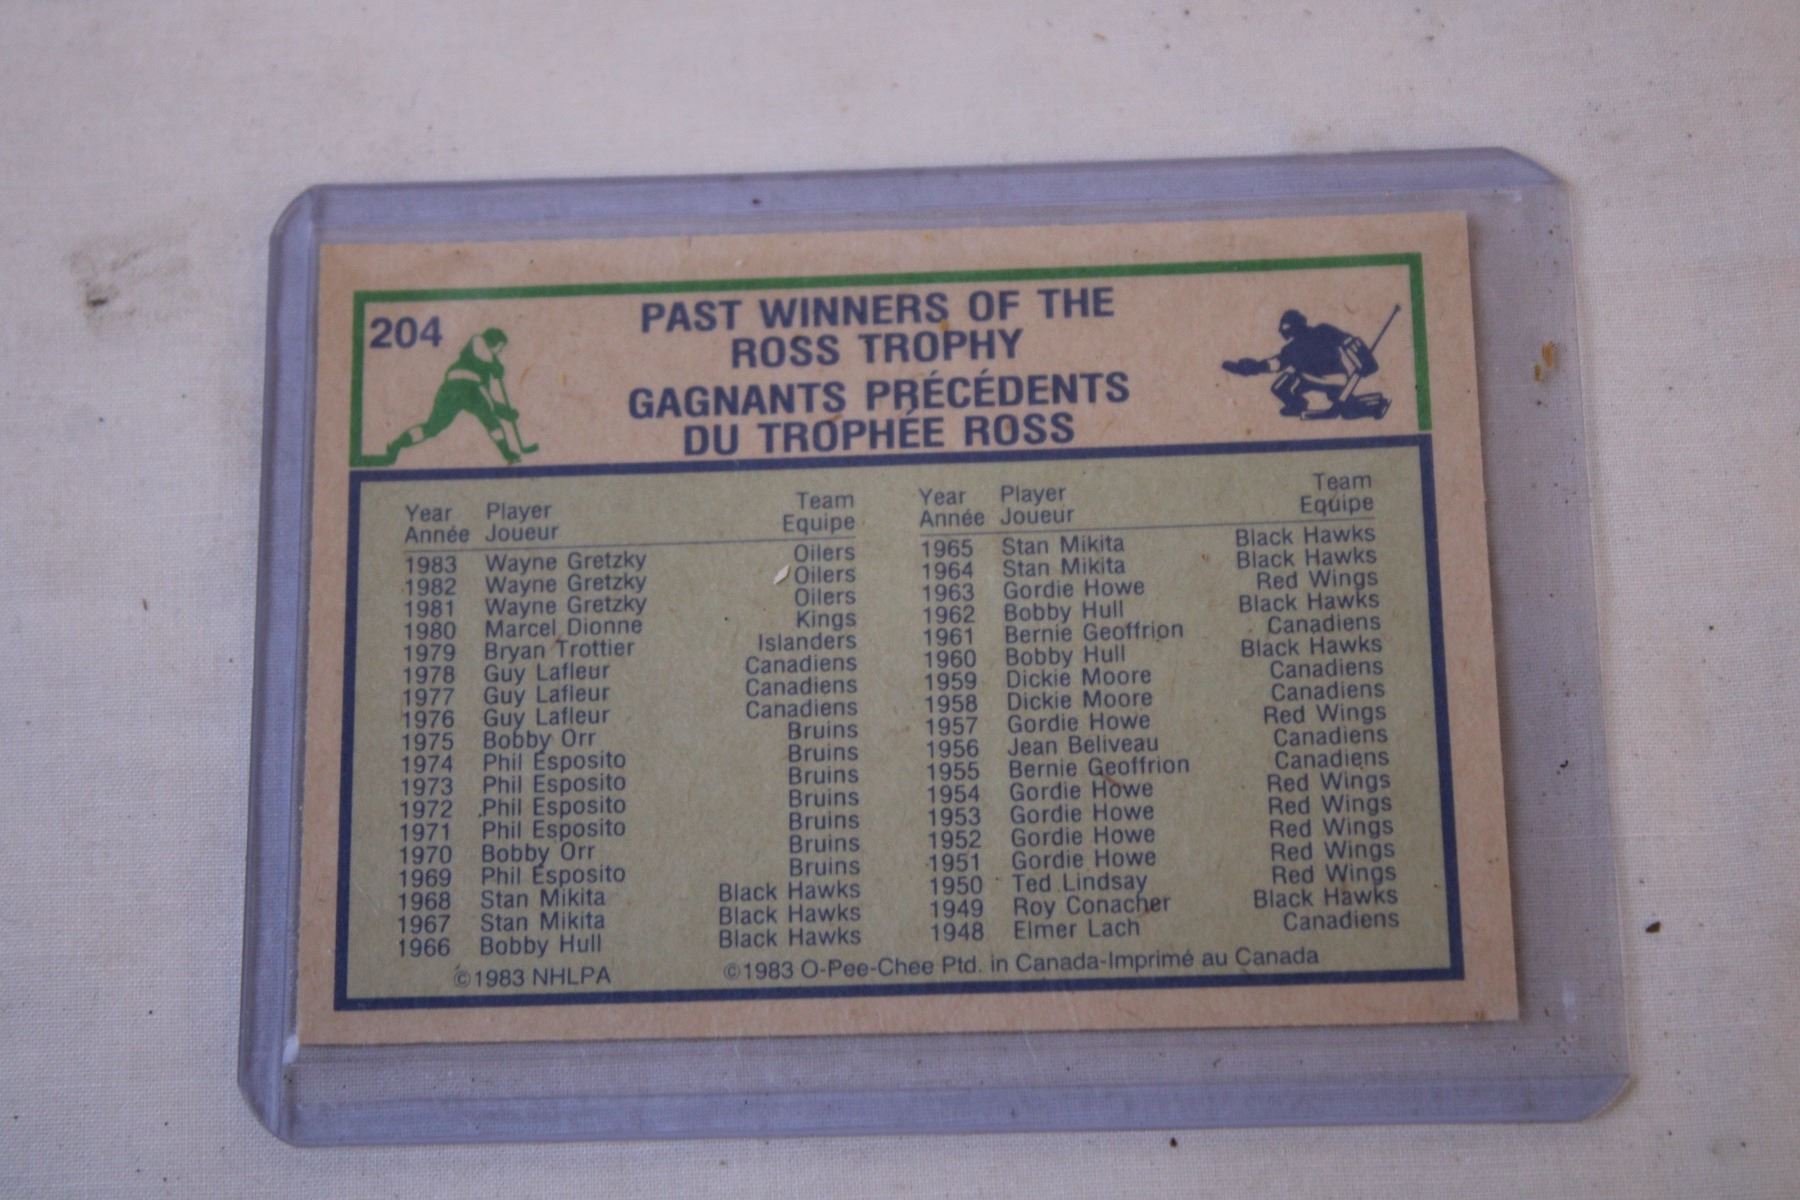 204
PAST WINNERS OF THE
ROSS TROPHY
GAGNANTS PRÉCÉDENTS
DU TROPHÉE ROSS
Year Player Team
Année Joueur Equipe
1983 Wayne Gretzky Oilers
1982 Wayne Gretzky Oilers
1981 Wayne Gretzky Oilers
1980 Marcel Dionne Kings
1979 Bryan Trottier Islanders
1978 Guy Lafleur Canadiens
1977 Guy Lafleur Canadiens
1976 Guy Lafleur Canadiens
1975 Bobby Orr Bruins
1974 Phil Esposito Bruins
1973 Phil Esposito Bruins
1972 Phil Esposito Bruins
1971 Phil Esposito Bruins
1970 Bobby Orr Bruins
1969 Phil Esposito Bruins
1968 Stan Mikita Black Hawks
1967 Stan Mikita Black Hawks
1966 Bobby Hull Black Hawks
Year Player Team
Année Joueur Equipe
1965 Stan Mikita Black Hawks
1964 Stan Mikita Black Hawks
1963 Gordie Howe Red Wings
1962 Bobby Hull Black Hawks
1961 Bernie Geoffrion Canadiens
1960 Bobby Hull Black Hawks
1959 Dickie Moore Canadiens
1958 Dickie Moore Canadiens
1957 Gordie Howe Red Wings
1956 Jean Beliveau Canadiens
1955 Bernie Geoffrion Canadiens
1954 Gordie Howe Red Wings
1953 Gordie Howe Red Wings
1952 Gordie Howe Red Wings
1951 Gordie Howe Red Wings
1950 Ted Lindsay Red Wings
1949 Roy Conacher Black Hawks
1948 Elmer Lach Canadiens
©1983 NHLPA ©1983 O-Pee-Chee Ptd. in Canada-Imprimé au Canada